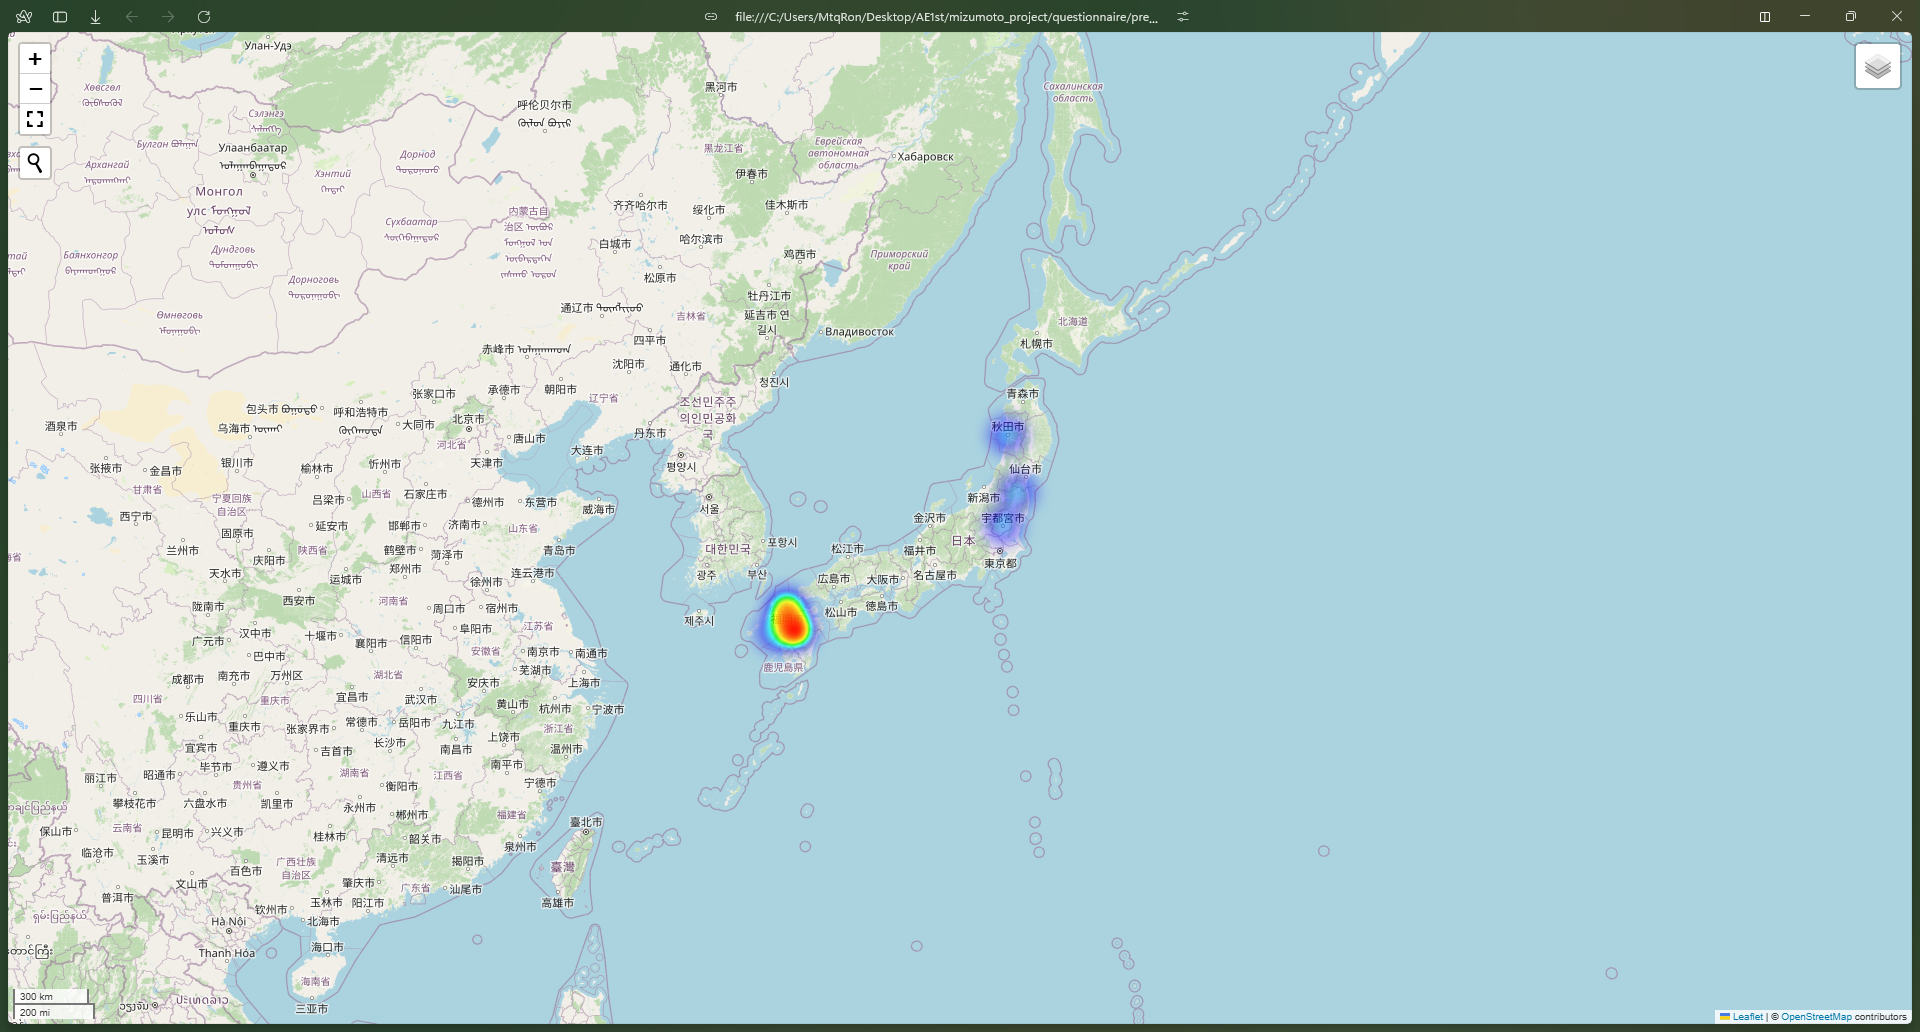 file:///C:/Users/MtqRon/Desktop/AE1st/mizumoto_project/questionnaire/pre...
+
−
Улан-Удэ
Хөвсгөл
黑河市
Сахалинская
область
呼伦贝尔市
Сэлэнгэ
Булган
Улаанбаатар
Архангай
Дорнод
Хэнтий
黑龙江省
Еврейская
автономная
область
Хабаровск
伊春市
Монгол
улс
齐齐哈尔市
绥化市
佳木斯市
内蒙古自
治区
Сүхбаатар
白城市
哈尔滨市
鸡西市
Приморский
край
Баянхонгор
Дундговь
Дорноговь
松原市
牡丹江市
通辽市
吉林省
延吉市 연
길시
Өмнөговь
Владивосток
北海道
札幌市
赤峰市
四平市
沈阳市
通化市
청진시
张家口市
承德市
朝阳市
辽宁省
조선민주주
의인민공화
국
青森市
包头市
呼和浩特市
大同市
北京市
酒泉市
乌海市
河北省
唐山市
丹东市
秋田市
大连市
张掖市
金昌市
银川市
榆林市
忻州市
天津市
평양시
仙台市
甘肃省
宁夏回族
自治区
吕梁市
山西省
石家庄市
德州市
东营市
威海市
서울
新潟市
西宁市
固原市
延安市
邯郸市
济南市
山东省
金沢市
宇都宮市
兰州市
庆阳市
陕西省
鹤壁市
菏泽市
青岛市
대한민국
포항시
松江市
福井市
日本
東京都
天水市
运城市
郑州市
徐州市
连云港市
광주
부산
広島市
大阪市
名古屋市
陇南市
西安市
河南省
周口市
宿州市
제주시
松山市
徳島市
广元市
汉中市
十堰市
襄阳市
信阳市
阜阳市
江苏省
巴中市
安徽省
南京市
南通市
鹿児島県
成都市
南充市
万州区
湖北省
安庆市
芜湖市
上海市
四川省
重庆市
宜昌市
武汉市
黄山市
杭州市
宁波市
乐山市
重庆市
张家界市
常德市
岳阳市
九江市
浙江省
宜宾市
吉首市
长沙市
南昌市
上饶市
温州市
丽江市
昭通市
毕节市
遵义市
湖南省
江西省
南平市
贵州省
衡阳市
宁德市
攀枝花市
六盘水市
凯里市
永州市
郴州市
福建省
臺北市
保山市
云南省
昆明市
兴义市
桂林市
韶关市
泉州市
临沧市
玉溪市
百色市
广西壮族
自治区
清远市
揭阳市
臺灣
文山市
肇庆市
广东省
汕尾市
普洱市
玉林市
阳江市
高雄市
钦州市
北海市
Hà Nội
海口市
Thanh Hóa
海南省
三亚市
300 km
200 mi
Leaflet | © OpenStreetMap contributors